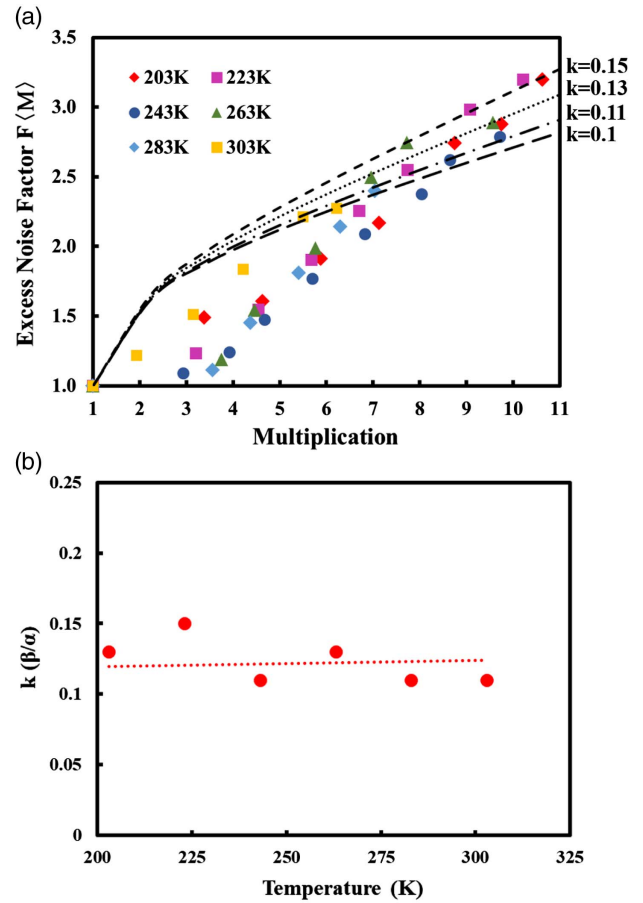 (a)
Excess Noise Factor F⟨M⟩
3.5
3.0
2.5
2.0
1.5
1.0
203K 223K
243K 263K
283K 303K
k=0.15
k=0.13
k=0.11
k=0.1
1 2 3 4 5 6 7 8 9 10 11
Multiplication
(b)
k (β/α)
0.25
0.2
0.15
0.1
0.05
0
200 225 250 275 300 325
Temperature (K)